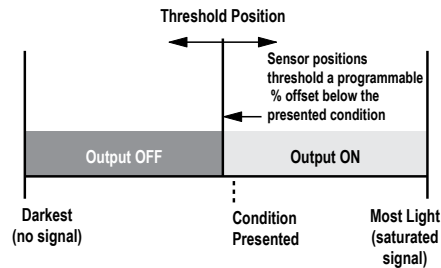 Threshold Position
Sensor positions
threshold a programmable
% offset below the
presented condition
Output OFF
Output ON
Darkest
(no signal)
Condition
Presented
Most Light
(saturated
signal)